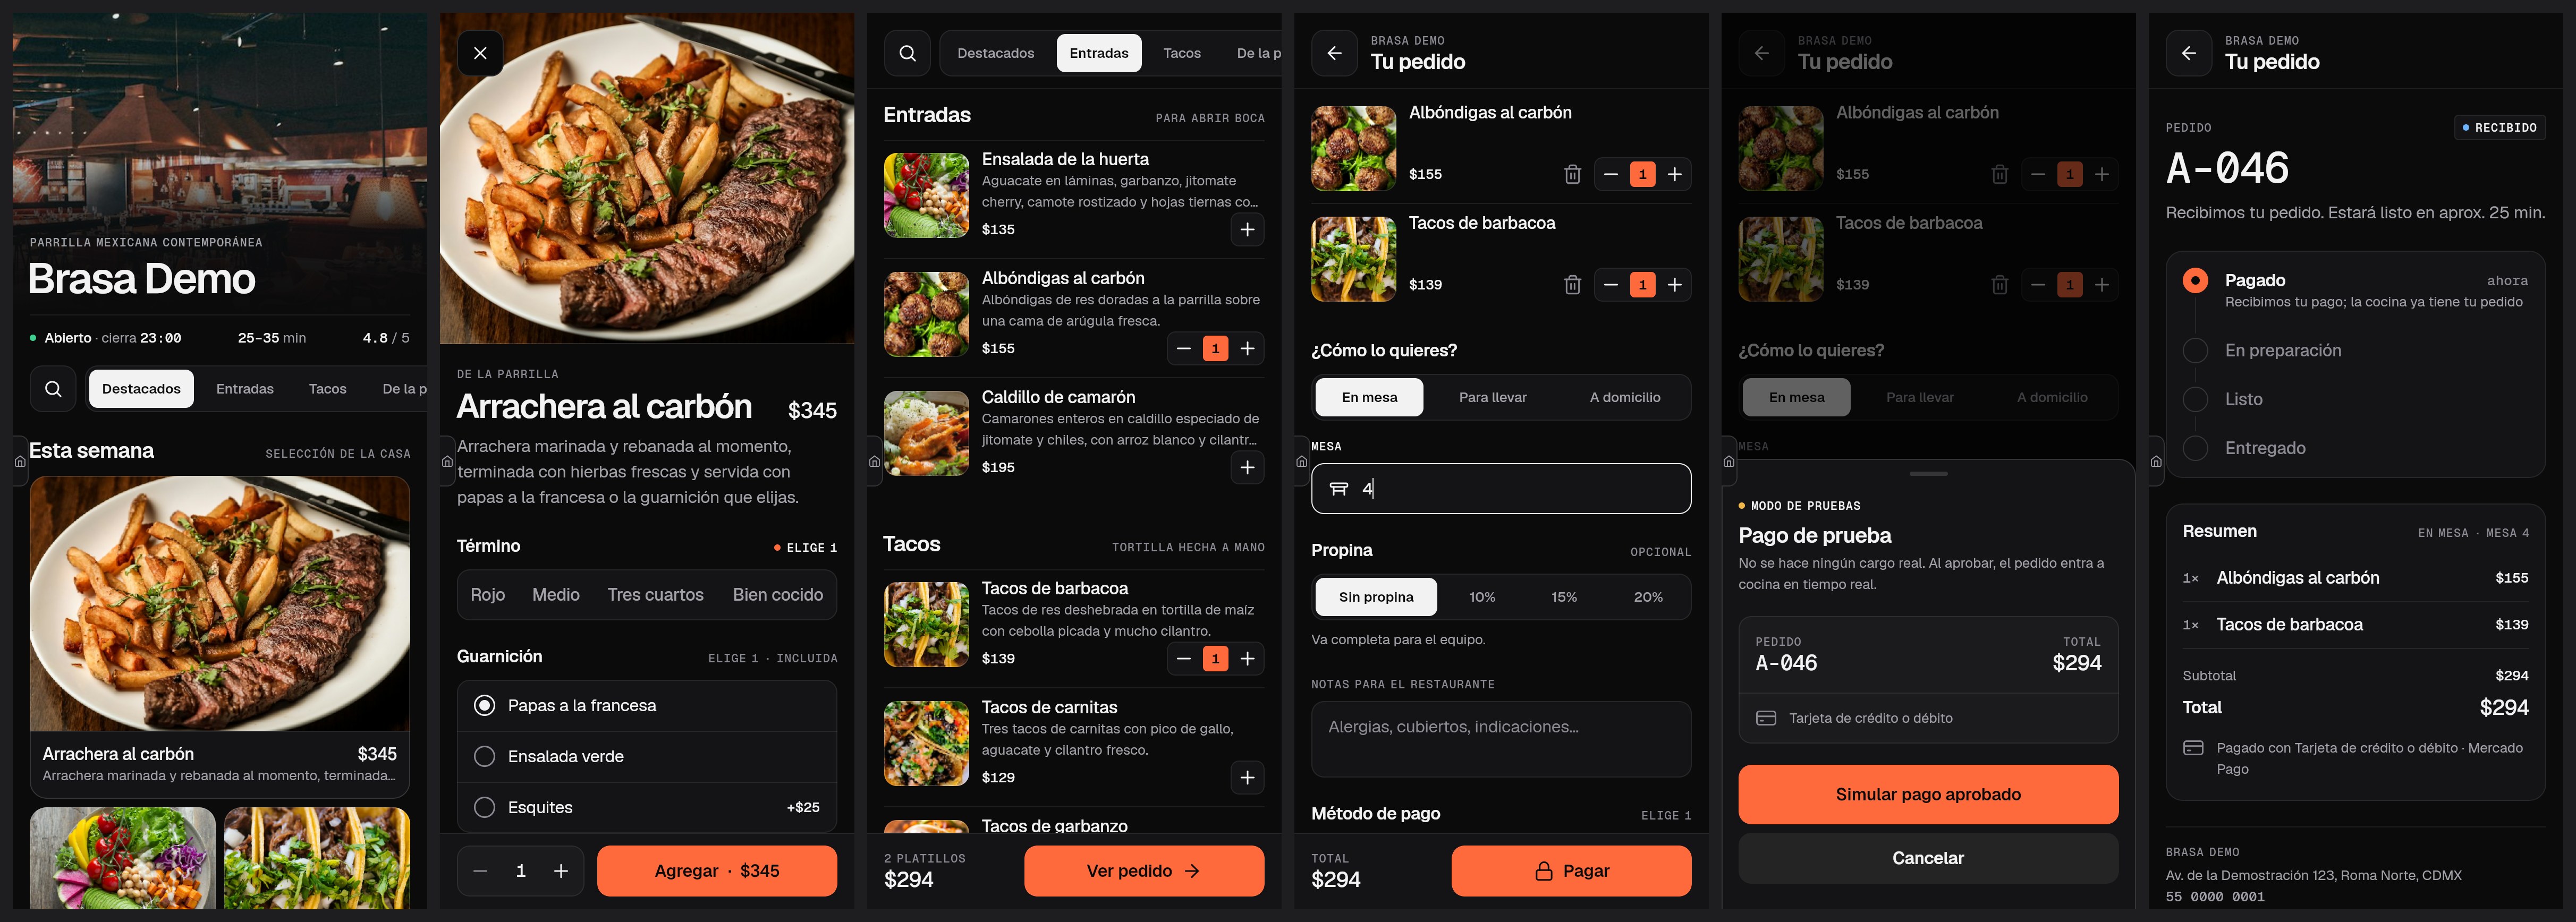 PARRILLA MEXICANA CONTEMPORÁNEA
Brasa Demo
Abierto · cierra 23:00
25–35 min
4.8 / 5
Destacados
Entradas
Tacos
De la p
Esta semana
SELECCIÓN DE LA CASA
Arrachera al carbón
$345
Arrachera marinada y rebanada al momento, terminada...
DE LA PARRILLA
Arrachera al carbón
$345
Arrachera marinada y rebanada al momento,
terminada con hierbas frescas y servida con
papas a la francesa o la guarnición que elijas.
Término
ELIGE 1
Rojo
Medio
Tres cuartos
Bien cocido
Guarnición
ELIGE 1 · INCLUIDA
Papas a la francesa
Ensalada verde
Esquites
+$25
1
Agregar · $345
Destacados
Entradas
Tacos
De la p
Entradas
PARA ABRIR BOCA
Ensalada de la huerta
Aguacate en láminas, garbanzo, jitomate
cherry, camote rostizado y hojas tiernas co...
$135
Albóndigas al carbón
Albóndigas de res doradas a la parrilla sobre
una cama de arúgula fresca.
$155
1
Caldillo de camarón
Camarones enteros en caldillo especiado de
jitomate y chiles, con arroz blanco y cilantr...
$195
Tacos
TORTILLA HECHA A MANO
Tacos de barbacoa
Tacos de res deshebrada en tortilla de maíz
con cebolla picada y mucho cilantro.
$139
1
Tacos de carnitas
Tres tacos de carnitas con pico de gallo,
aguacate y cilantro fresco.
$129
Tacos de garbanzo
2 PLATILLOS
$294
Ver pedido
BRASA DEMO
Tu pedido
Albóndigas al carbón
$155
1
Tacos de barbacoa
$139
1
¿Cómo lo quieres?
En mesa
Para llevar
A domicilio
MESA
4
Propina
OPCIONAL
Sin propina
10%
15%
20%
Va completa para el equipo.
NOTAS PARA EL RESTAURANTE
Alergias, cubiertos, indicaciones...
Método de pago
ELIGE 1
TOTAL
$294
Pagar
BRASA DEMO
Tu pedido
Albóndigas al carbón
$155
1
Tacos de barbacoa
$139
1
¿Cómo lo quieres?
En mesa
Para llevar
A domicilio
MESA
MODO DE PRUEBAS
Pago de prueba
No se hace ningún cargo real. Al aprobar, el pedido entra a
cocina en tiempo real.
PEDIDO
A-046
TOTAL
$294
Tarjeta de crédito o débito
Simular pago aprobado
Cancelar
BRASA DEMO
Tu pedido
PEDIDO
RECIBIDO
A-046
Recibimos tu pedido. Estará listo en aprox. 25 min.
Pagado
ahora
Recibimos tu pago; la cocina ya tiene tu pedido
En preparación
Listo
Entregado
Resumen
EN MESA · MESA 4
1× Albóndigas al carbón
$155
1× Tacos de barbacoa
$139
Subtotal
$294
Total
$294
Pagado con Tarjeta de crédito o débito · Mercado
Pago
BRASA DEMO
Av. de la Demostración 123, Roma Norte, CDMX
55 0000 0001